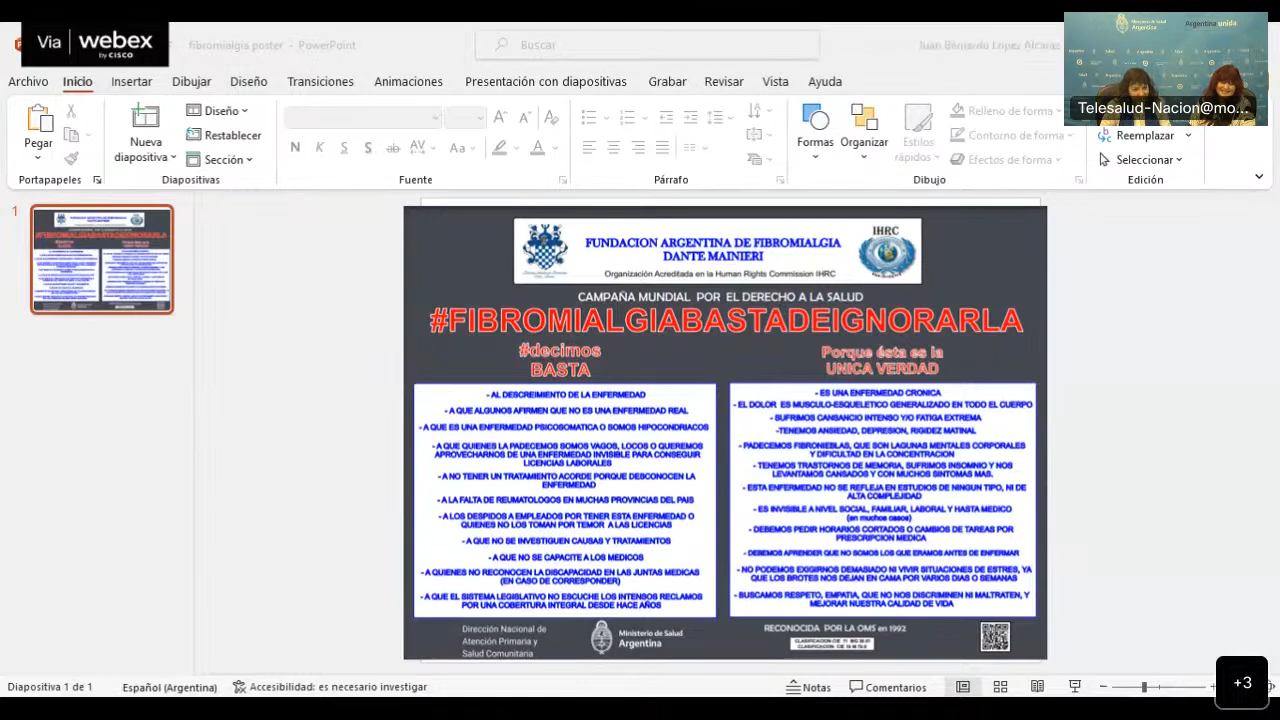 Via webex
by CISCO
fibromialgia poster - PowerPoint
Buscar
Juan Bernardo Lopez Alcaras
Ministerio de Salud
Argentina
Argentina unida
Telesalud-Nacion@mo...
Archivo Inicio Insertar Dibujar Diseño Transiciones Animaciones Presentación con diapositivas Grabar Revisar Vista Ayuda
Pegar
Nueva
diapositiva
Diseño
Restablecer
Sección
Formas
Organizar
Estilos
rápidos
Relleno de forma
Contorno de forma
Efectos de forma
Reemplazar
Seleccionar
Portapapeles Diapositivas Fuente Párrafo Dibujo Edición
1
FUNDACION ARGENTINA DE FIBROMIALGIA
DANTE MAINIERI
Organización Acreditada en la Human Rights Commission IHRC
IHRC
CAMPAÑA MUNDIAL POR EL DERECHO A LA SALUD
#FIBROMIALGIABASTADEIGNORARLA
#decimos
BASTA
- AL DESCREIMIENTO DE LA ENFERMEDAD
- A QUE ALGUNOS AFIRMEN QUE NO ES UNA ENFERMEDAD REAL
- A QUE ES UNA ENFERMEDAD PSICOSOMATICA O SOMOS HIPOCONDRIACOS
- A QUE QUIENES LA PADECEMOS SOMOS VAGOS, LOCOS O QUEREMOS
APROVECHARNOS DE UNA ENFERMEDAD INVISIBLE PARA CONSEGUIR
LICENCIAS LABORALES
- A NO TENER UN TRATAMIENTO ACORDE PORQUE DESCONOCEN LA
ENFERMEDAD
- A LA FALTA DE REUMATOLOGOS EN MUCHAS PROVINCIAS DEL PAIS
- A LOS DESPIDOS A EMPLEADOS POR TENER ESTA ENFERMEDAD O
QUIENES NO LOS TOMAN POR TEMOR A LAS LICENCIAS
- A QUE NO SE INVESTIGUEN CAUSAS Y TRATAMIENTOS
- A QUE NO SE CAPACITE A LOS MEDICOS
- A QUIENES NO RECONOCEN LA DISCAPACIDAD EN LAS JUNTAS MEDICAS
(EN CASO DE CORRESPONDER)
- A QUE EL SISTEMA LEGISLATIVO NO ESCUCHE LOS INTENSOS RECLAMOS
POR UNA COBERTURA INTEGRAL DESDE HACE AÑOS
Porque ésta es la
UNICA VERDAD
- ES UNA ENFERMEDAD CRONICA
- EL DOLOR ES MUSCULO-ESQUELETICO GENERALIZADO EN TODO EL CUERPO
- SUFRIMOS CANSANCIO INTENSO Y/O FATIGA EXTREMA
-TENEMOS ANSIEDAD, DEPRESION, RIGIDEZ MATINAL
- PADECEMOS FIBRONIEBLAS, QUE SON LAGUNAS MENTALES CORPORALES
Y DIFICULTAD EN LA CONCENTRACION
- TENEMOS TRASTORNOS DE MEMORIA, SUFRIMOS INSOMNIO Y NOS
LEVANTAMOS CANSADOS Y CON MUCHOS SINTOMAS MAS.
- ESTA ENFERMEDAD NO SE REFLEJA EN ESTUDIOS DE NINGUN TIPO, NI DE
ALTA COMPLEJIDAD
- ES INVISIBLE A NIVEL SOCIAL, FAMILIAR, LABORAL Y HASTA MEDICO
(en muchos casos)
- DEBEMOS PEDIR HORARIOS CORTADOS O CAMBIOS DE TAREAS POR
PRESCRIPCION MEDICA
- DEBEMOS APRENDER QUE NO SOMOS LOS QUE ERAMOS ANTES DE ENFERMAR
- NO PODEMOS EXIGIRNOS DEMASIADO NI VIVIR SITUACIONES DE ESTRES, YA
QUE LOS BROTES NOS DEJAN EN CAMA POR VARIOS DIAS O SEMANAS
- BUSCAMOS RESPETO, EMPATIA, QUE NO NOS DISCRIMINEN NI MALTRATEN, Y
MEJORAR NUESTRA CALIDAD DE VIDA
Dirección Nacional de
Atención Primaria y
Salud Comunitaria
Ministerio de Salud
Argentina
RECONOCIDA POR LA OMS en 1992
Diapositiva 1 de 1 Español (Argentina) Accesibilidad: es necesario investigar Notas Comentarios
+3